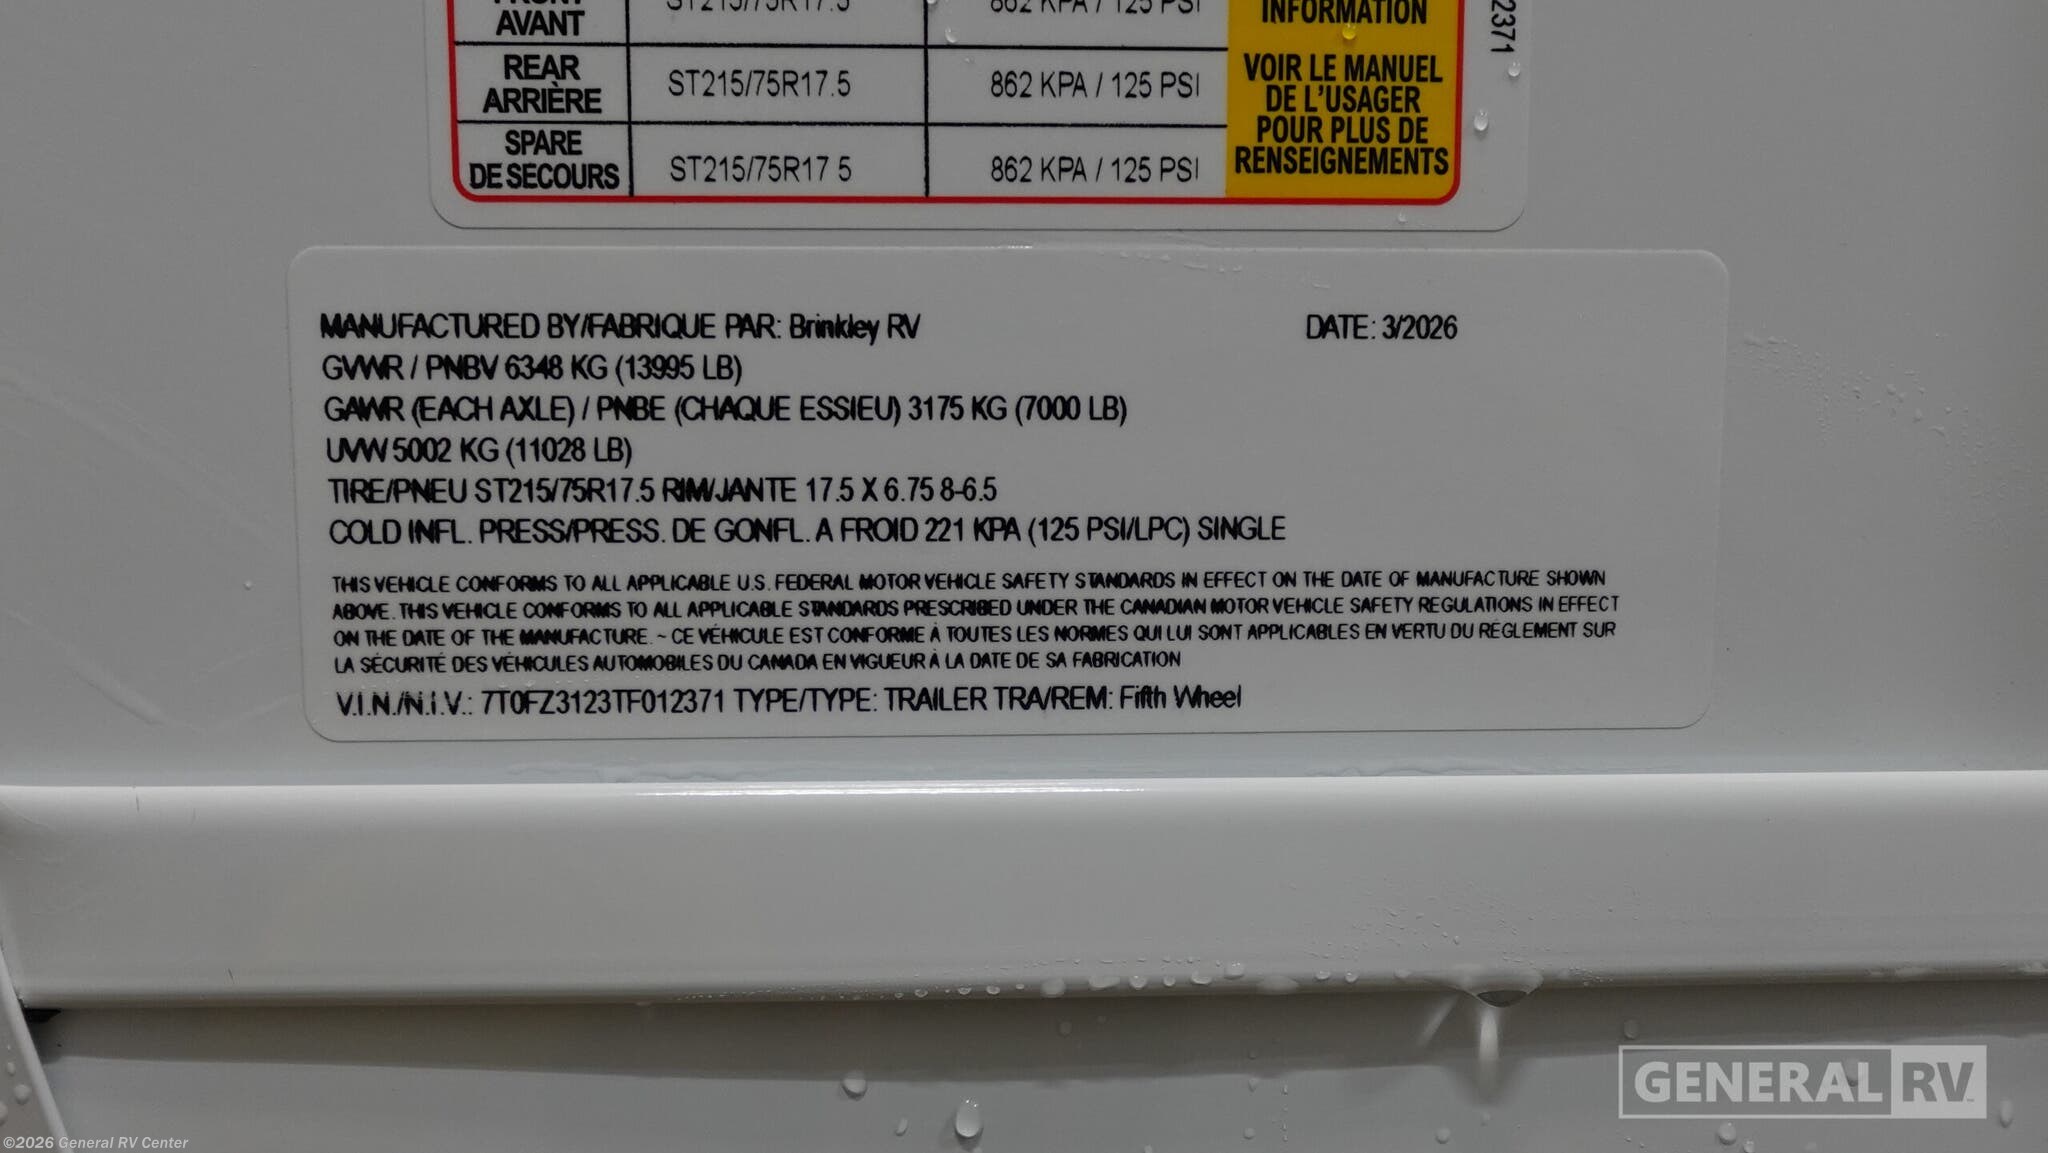 FRONT ST215/75R17.5 862 KPA / 125 PSI INFORMATION
AVANT
REAR ST215/75R17.5 862 KPA / 125 PSI
ARRIÈRE
SPARE ST215/75R17 5 862 KPA / 125 PSI
DE SECOURS
VOIR LE MANUEL
DE L'USAGER
POUR PLUS DE
RENSEIGNEMENTS
2371
MANUFACTURED BY/FABRIQUE PAR: Brinkley RV DATE: 3/2026
GVWR / PNBV 6348 KG (13995 LB)
GAWR (EACH AXLE) / PNBE (CHAQUE ESSIEU) 3175 KG (7000 LB)
UVW 5002 KG (11028 LB)
TIRE/PNEU ST215/75R17.5 RIM/JANTE 17.5 X 6.75 8-6.5
COLD INFL. PRESS/PRESS. DE GONFL. A FROID 221 KPA (125 PSI/LPC) SINGLE
THIS VEHICLE CONFORMS TO ALL APPLICABLE U.S. FEDERAL MOTOR VEHICLE SAFETY STANDARDS IN EFFECT ON THE DATE OF MANUFACTURE SHOWN
ABOVE. THIS VEHICLE CONFORMS TO ALL APPLICABLE STANDARDS PRESCRIBED UNDER THE CANADIAN MOTOR VEHICLE SAFETY REGULATIONS IN EFFECT
ON THE DATE OF THE MANUFACTURE. ~ CE VÉHICULE EST CONFORME À TOUTES LES NORMES QUI LUI SONT APPLICABLES EN VERTU DU RÈGLEMENT SUR
LA SÉCURITÉ DES VÉHICULES AUTOMOBILES DU CANADA EN VIGUEUR À LA DATE DE SA FABRICATION
V.I.N./N.I.V.: 7T0FZ3123TF012371 TYPE/TYPE: TRAILER TRA/REM: Fifth Wheel
GENERAL RV
©2026 General RV Center